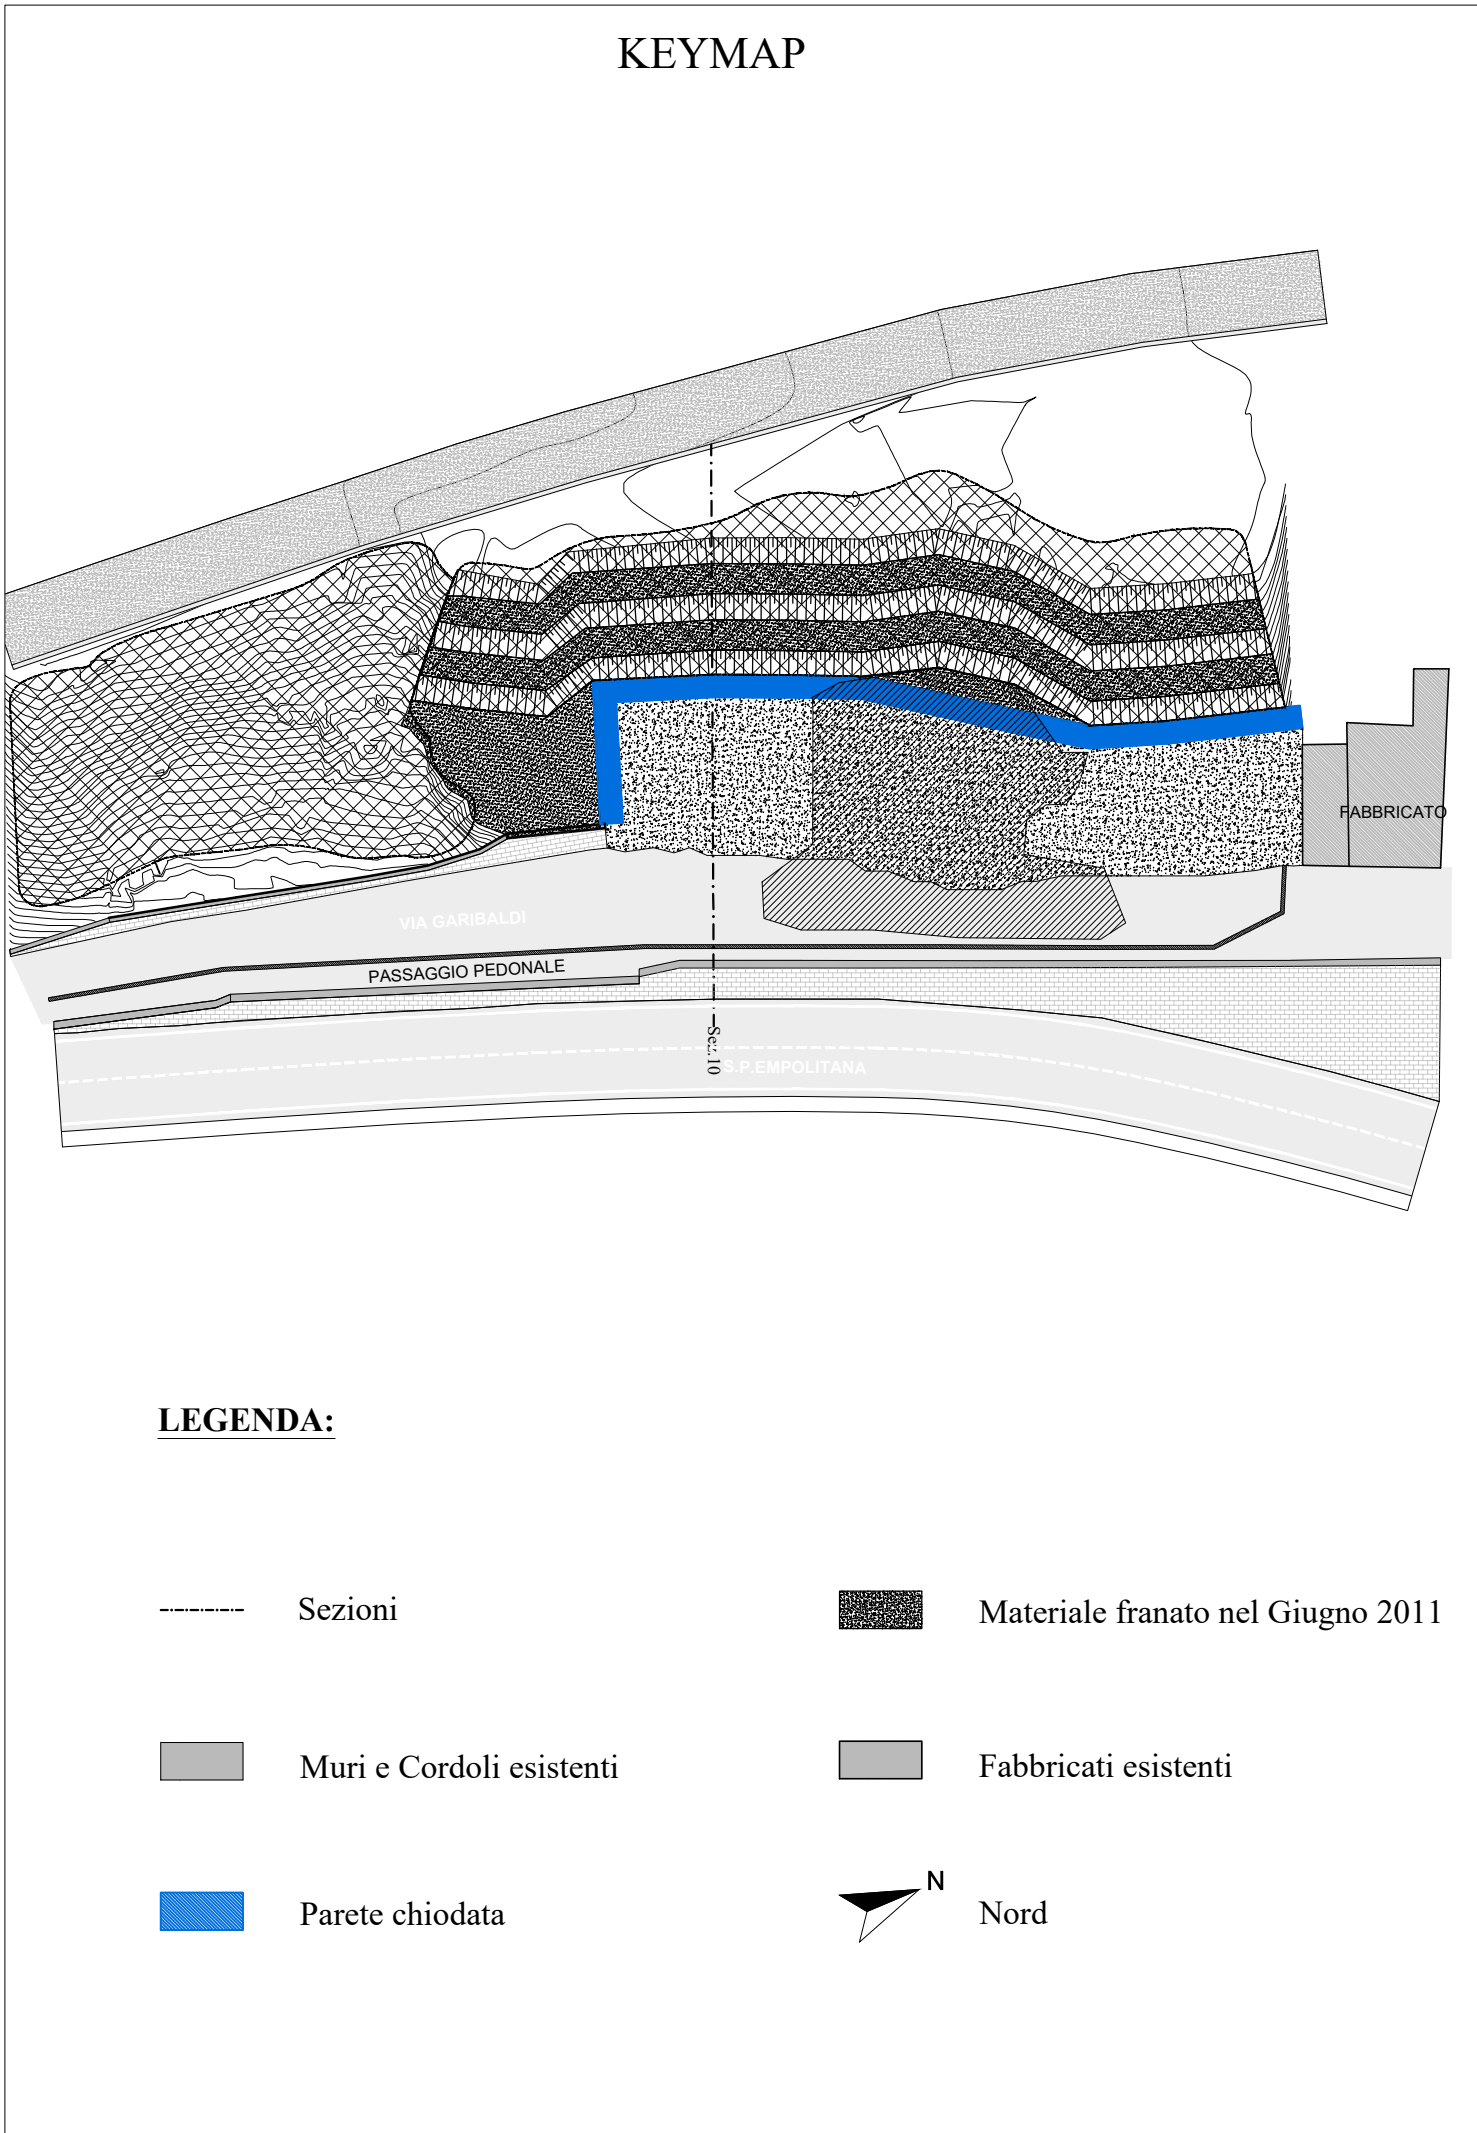 KEYMAP
FABBRICATO
VIA GARIBALDI
PASSAGGIO PEDONALE
Sez.10
S.P.EMPOLITANA
LEGENDA:
Sezioni
Materiale franato nel Giugno 2011
Muri e Cordoli esistenti
Fabbricati esistenti
Parete chiodata
N
Nord